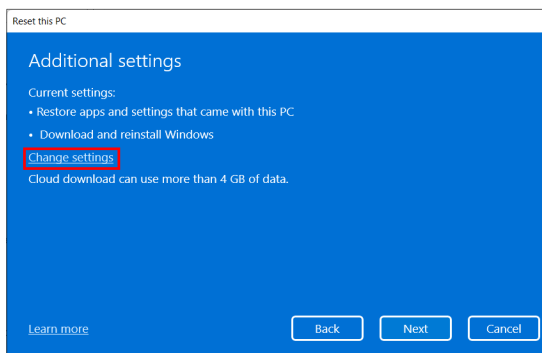 Reset this PC
Additional settings
Current settings:
• Restore apps and settings that came with this PC
• Download and reinstall Windows
Change settings
Cloud download can use more than 4 GB of data.
Learn more
Back
Next
Cancel